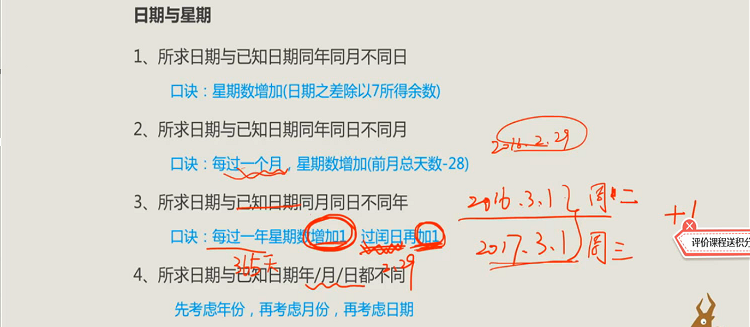 日期与星期
1、所求日期与已知日期同年同月不同日
口诀：星期数增加(日期之差除以7所得余数)
2、所求日期与已知日期同年同日不同月
2016.2.29
口诀：每过一个月，星期数增加(前月总天数-28)
3、所求日期与已知日期同月同日不同年
2016.3.1 周二
+1
口诀：每过一年星期数增加1，过闰日再加1
2017.3.1 周三
评价课程送积分
365天
2.29
4、所求日期与已知日期年/月/日都不同
先考虑年份，再考虑月份，再考虑日期